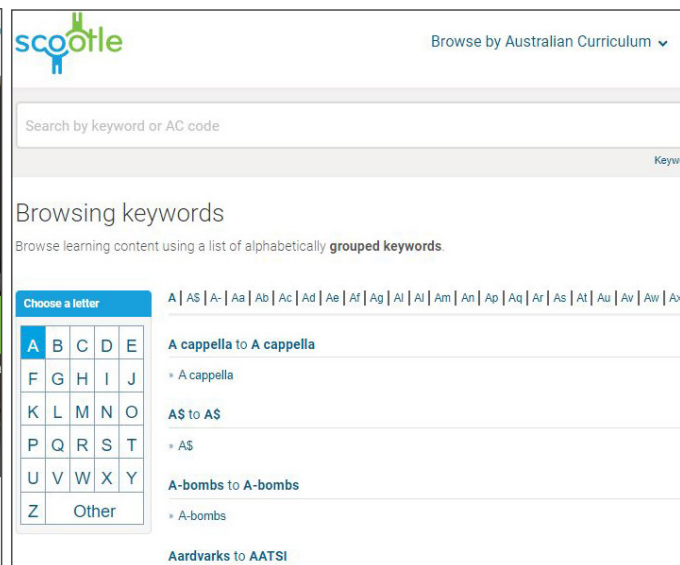 scootle
Browse by Australian Curriculum
Search by keyword or AC code
Browsing keywords
Browse learning content using a list of alphabetically grouped keywords.
Choose a letter
A B C D E
F G H I J
K L M N O
P Q R S T
U V W X Y
Z Other
A | A$ | A- | Aa | Ab | Ac | Ad | Ae | Af | Ag | AI | Al | Am | An | Ap | Aq | Ar | As | At | Au | Av | Aw | Ax
A cappella to A cappella
» A cappella
A$ to A$
» A$
A-bombs to A-bombs
» A-bombs
Aardvarks to AATSI